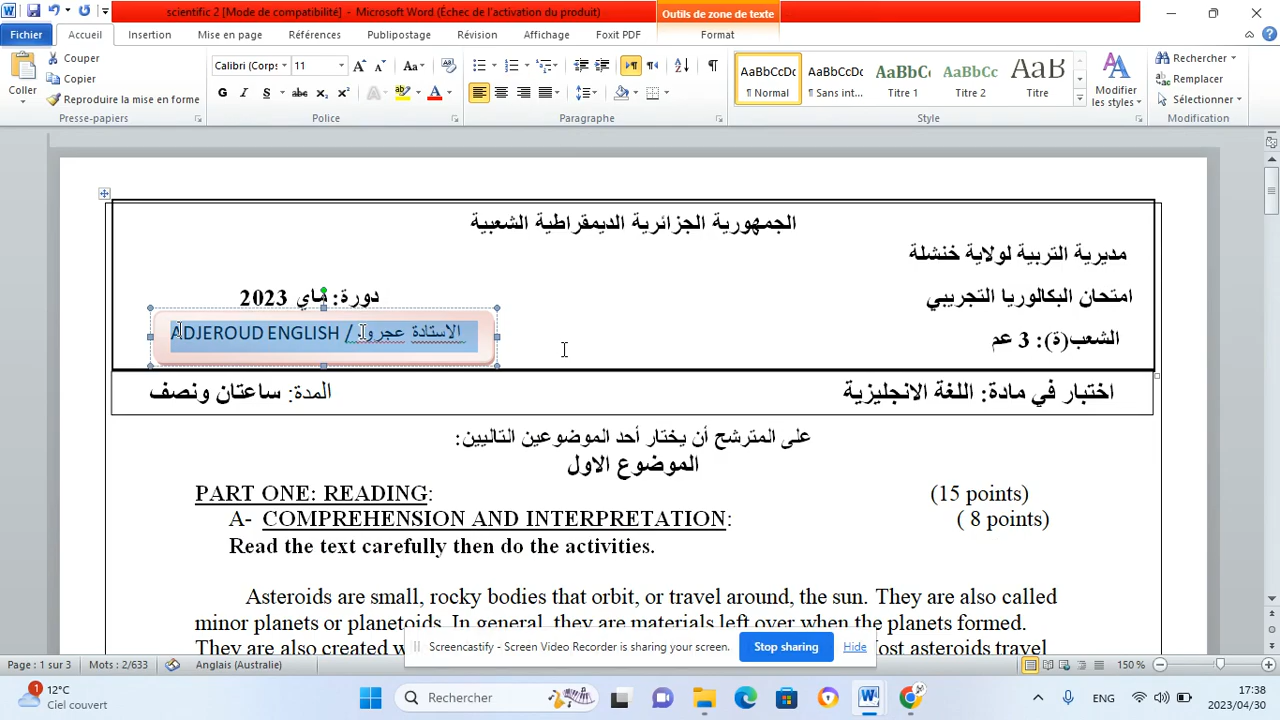 scientific 2 [Mode de compatibilité] - Microsoft Word (Échec de l'activation du produit)
Outils de zone de texte
Fichier Accueil Insertion Mise en page Références Publipostage Révision Affichage Foxit PDF Format
Coller
Couper
Copier
Reproduire la mise en forme
Presse-papiers
Calibri (Corps 11
G I S abc x₂ x² A
Police
Paragraphe
AaBbCcDc AaBbCcDc AaBbCc AaBbCc AaB
¶ Normal ¶ Sans int... Titre 1 Titre 2 Titre
Style
Modifier les styles
Rechercher
Remplacer
Sélectionner
Modification
الجمهورية الجزائرية الديمقراطية الشعبية
مديرية التربية لولاية خنشلة
امتحان البكالوريا التجريبي
دورة: ماي 2023
الشعب(ة): 3 عم
ADJEROUD ENGLISH / الاستادة عجرود
اختبار في مادة: اللغة الانجليزية
المدة: ساعتان ونصف
على المترشح أن يختار أحد الموضوعين التاليين:
الموضوع الاول
PART ONE: READING: (15 points)
A- COMPREHENSION AND INTERPRETATION: ( 8 points)
Read the text carefully then do the activities.
Asteroids are small, rocky bodies that orbit, or travel around, the sun. They are also called
minor planets or planetoids. In general, they are materials left over when the planets formed.
They are also created w
ost asteroids travel
Screencastify - Screen Video Recorder is sharing your screen. Stop sharing Hide
Page : 1 sur 3 Mots : 2/633 Anglais (Australie) 150 %
1
12°C
Ciel couvert
Rechercher
ENG
17:38
2023/04/30